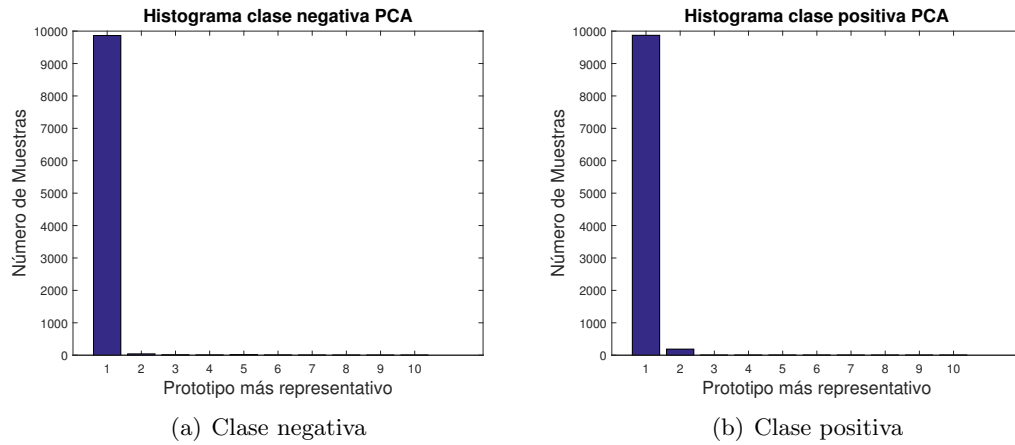 Histograma clase negativa PCA
Número de Muestras
10000
9000
8000
7000
6000
5000
4000
3000
2000
1000
0
1 2 3 4 5 6 7 8 9 10
Prototipo más representativo
(a) Clase negativa
Histograma clase positiva PCA
Número de Muestras
10000
9000
8000
7000
6000
5000
4000
3000
2000
1000
0
1 2 3 4 5 6 7 8 9 10
Prototipo más representativo
(b) Clase positiva